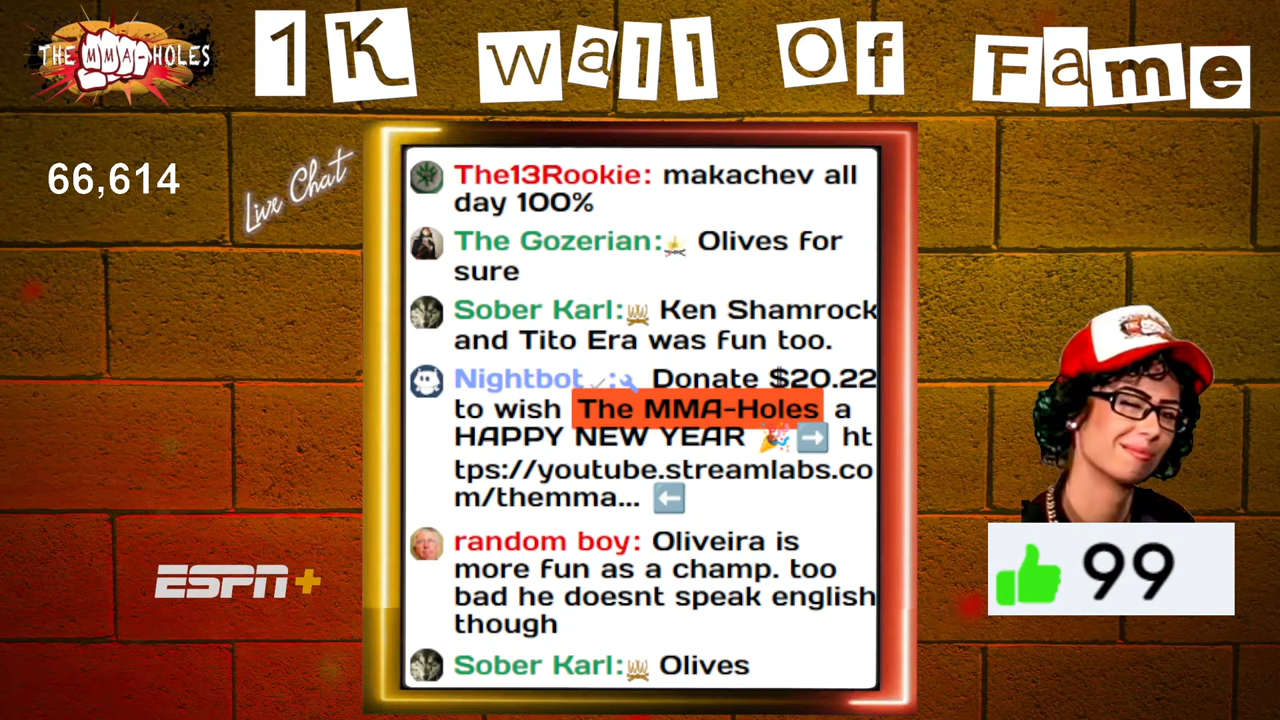 THE MMA-HOLES
1K Wall Of Fame
66,614
Live Chat
The13Rookie: makachev all
day 100%
The Gozerian: Olives for
sure
Sober Karl: Ken Shamrock
and Tito Era was fun too.
Nightbot : Donate $20.22
to wish The MMA-Holes a
HAPPY NEW YEAR 🎉➡️ ht
tps://youtube.streamlabs.co
m/themma... ⬅️
random boy: Oliveira is
more fun as a champ. too
bad he doesnt speak english
though
Sober Karl: Olives
ESPN+
99